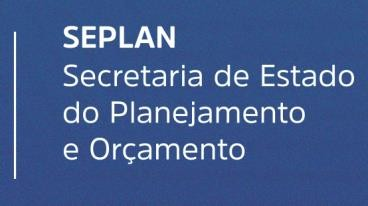 SEPLAN
Secretaria de Estado
do Planejamento
e Orçamento